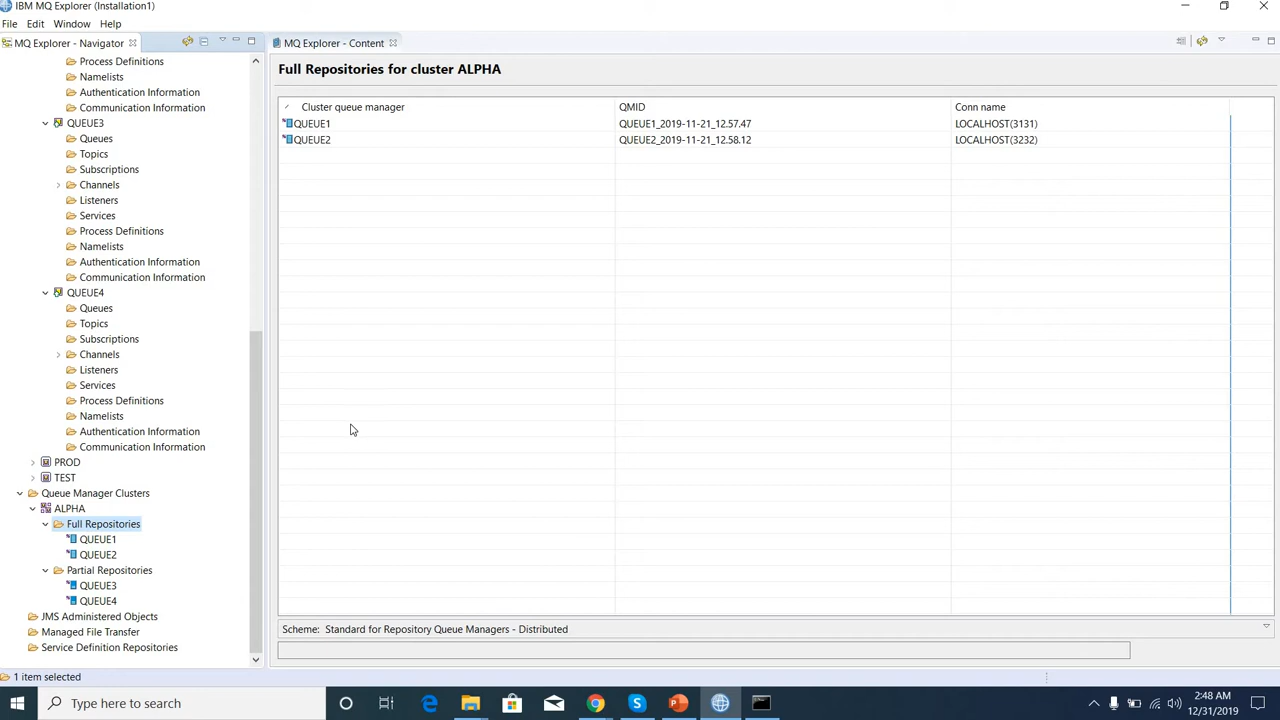 IBM MQ Explorer (Installation1)
File Edit Window Help
MQ Explorer - Navigator
Process Definitions
Namelists
Authentication Information
Communication Information
QUEUE3
Queues
Topics
Subscriptions
Channels
Listeners
Services
Process Definitions
Namelists
Authentication Information
Communication Information
QUEUE4
Queues
Topics
Subscriptions
Channels
Listeners
Services
Process Definitions
Namelists
Authentication Information
Communication Information
PROD
TEST
Queue Manager Clusters
ALPHA
Full Repositories
QUEUE1
QUEUE2
Partial Repositories
QUEUE3
QUEUE4
JMS Administered Objects
Managed File Transfer
Service Definition Repositories
MQ Explorer - Content
Full Repositories for cluster ALPHA
Cluster queue manager QMID Conn name
QUEUE1 QUEUE1_2019-11-21_12.57.47 LOCALHOST(3131)
QUEUE2 QUEUE2_2019-11-21_12.58.12 LOCALHOST(3232)
Scheme: Standard for Repository Queue Managers - Distributed
1 item selected
Type here to search
2:48 AM
12/31/2019